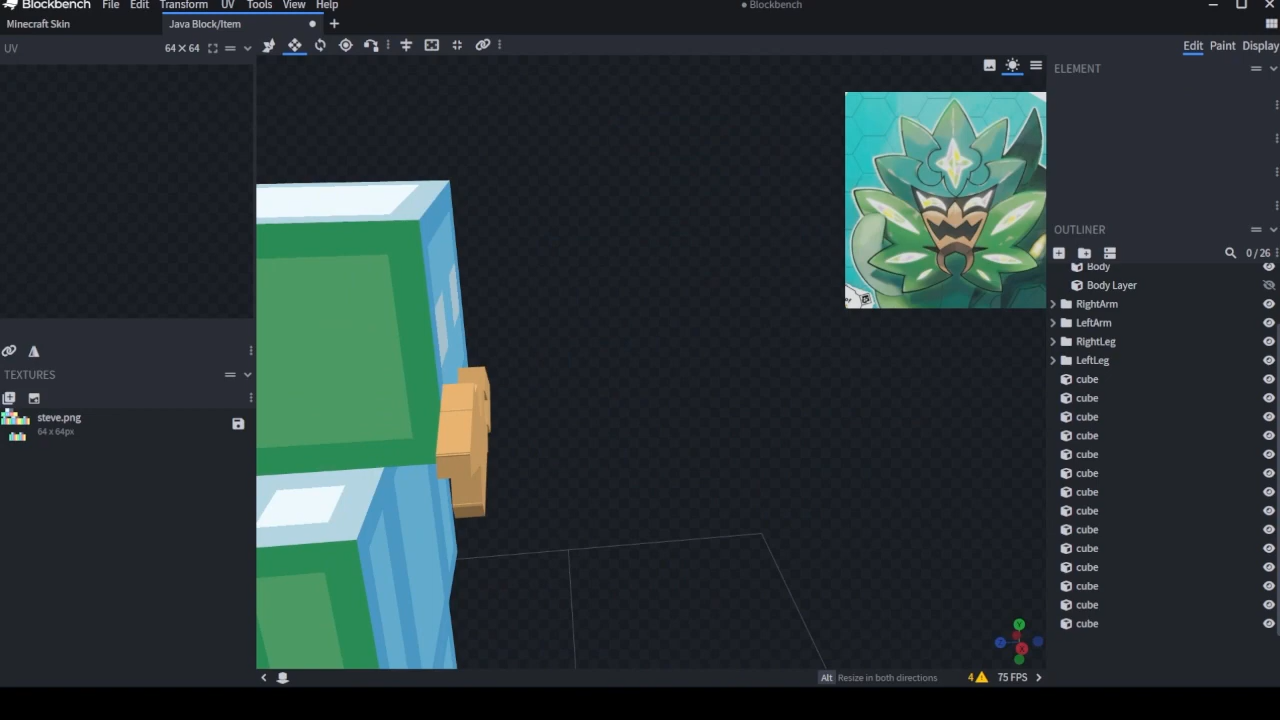 Blockbench
File Edit Transform UV Tools View Help
Blockbench
Minecraft Skin
Java Block/Item
UV
64 × 64
Edit Paint Display
ELEMENT
TEXTURES
steve.png
64 x 64px
OUTLINER
0 / 26
Body
Body Layer
RightArm
LeftArm
RightLeg
LeftLeg
cube
cube
cube
cube
cube
cube
cube
cube
cube
cube
cube
cube
cube
cube
Y
Z
X
Alt Resize in both directions
4
75 FPS